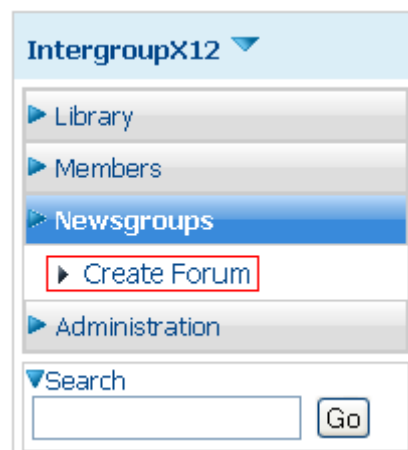 IntergroupX12
Library
Members
Newsgroups
Create Forum
Administration
Search
Go